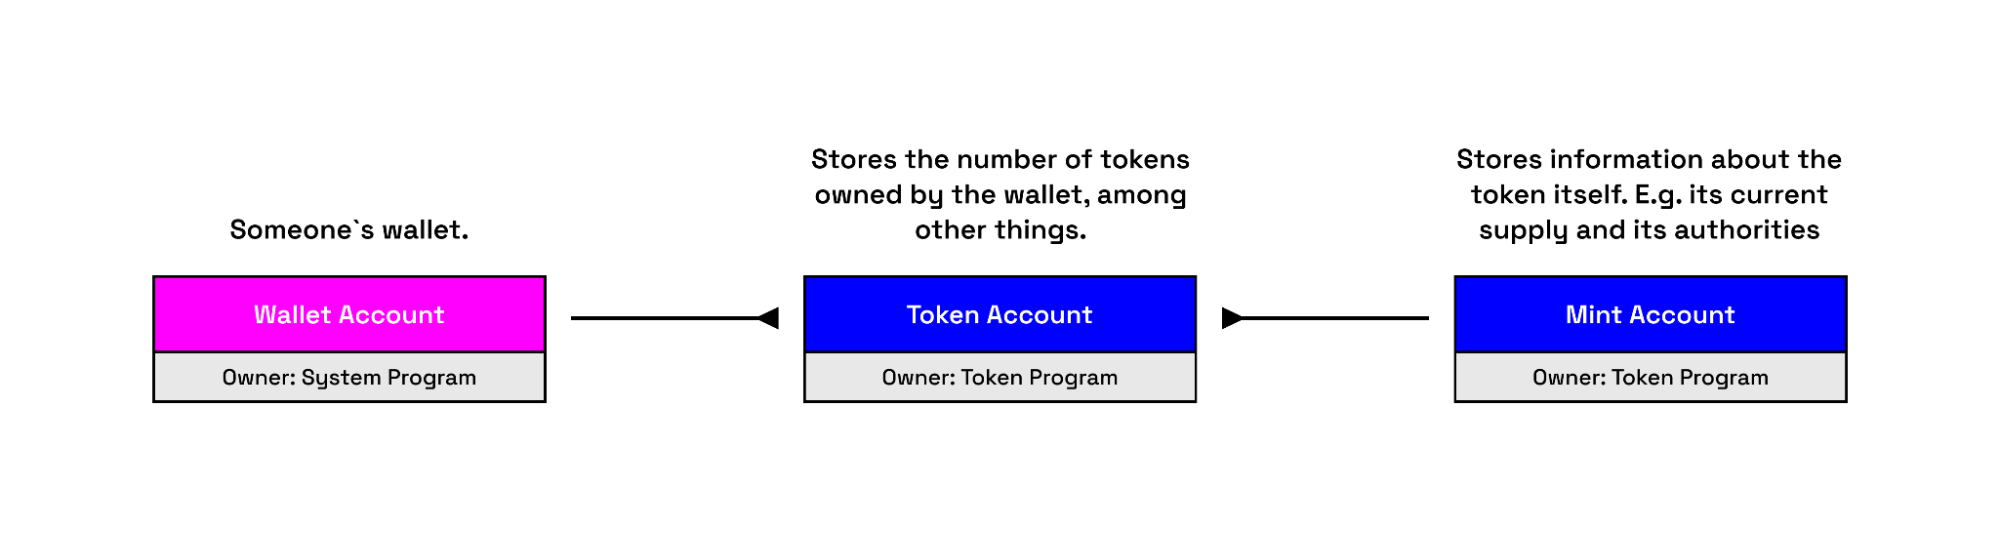 Someone`s wallet.
Wallet Account
Owner: System Program
Stores the number of tokens
owned by the wallet, among
other things.
Token Account
Owner: Token Program
Stores information about the
token itself. E.g. its current
supply and its authorities
Mint Account
Owner: Token Program